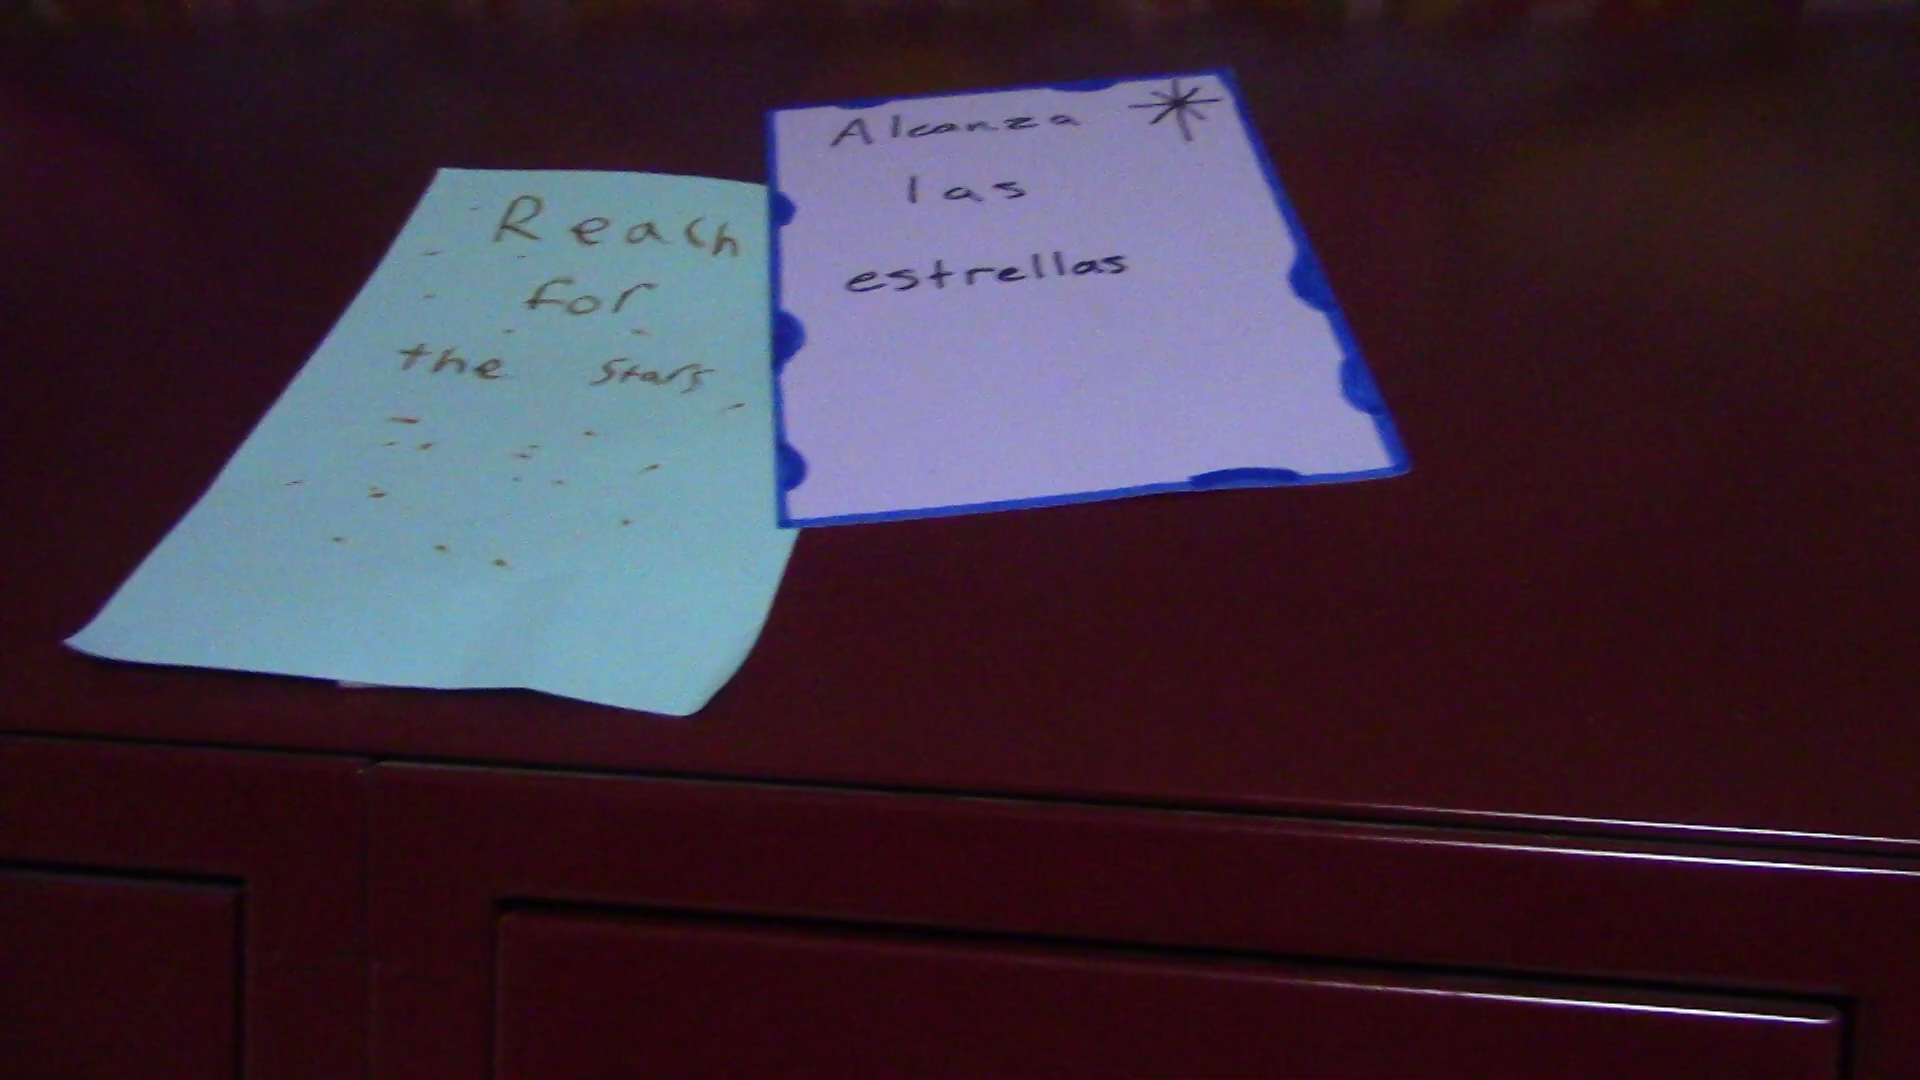 Reach
for
the stars
Alcanza
las
estrellas